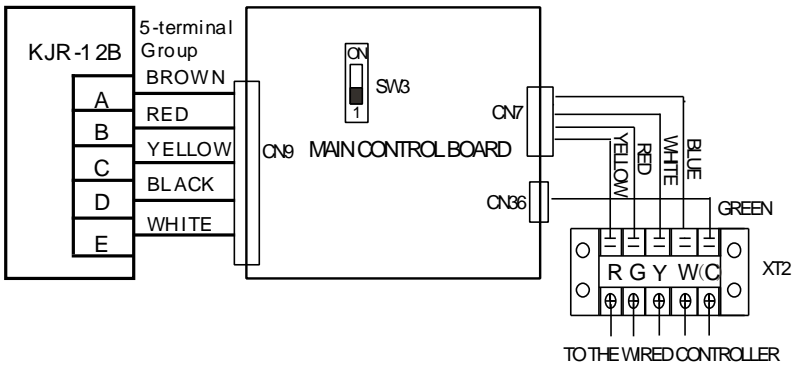 5-terminal
Group
KJR-12B
BROWN
A
RED
B
YELLOW
C
BLACK
D
WHITE
E
CN9
ON
1
SW3
MAIN CONTROL BOARD
CN7
CN36
YELLOW
RED
WHITE
BLUE
GREEN
R G Y W(C
XT2
TO THE WIRED CONTROLLER